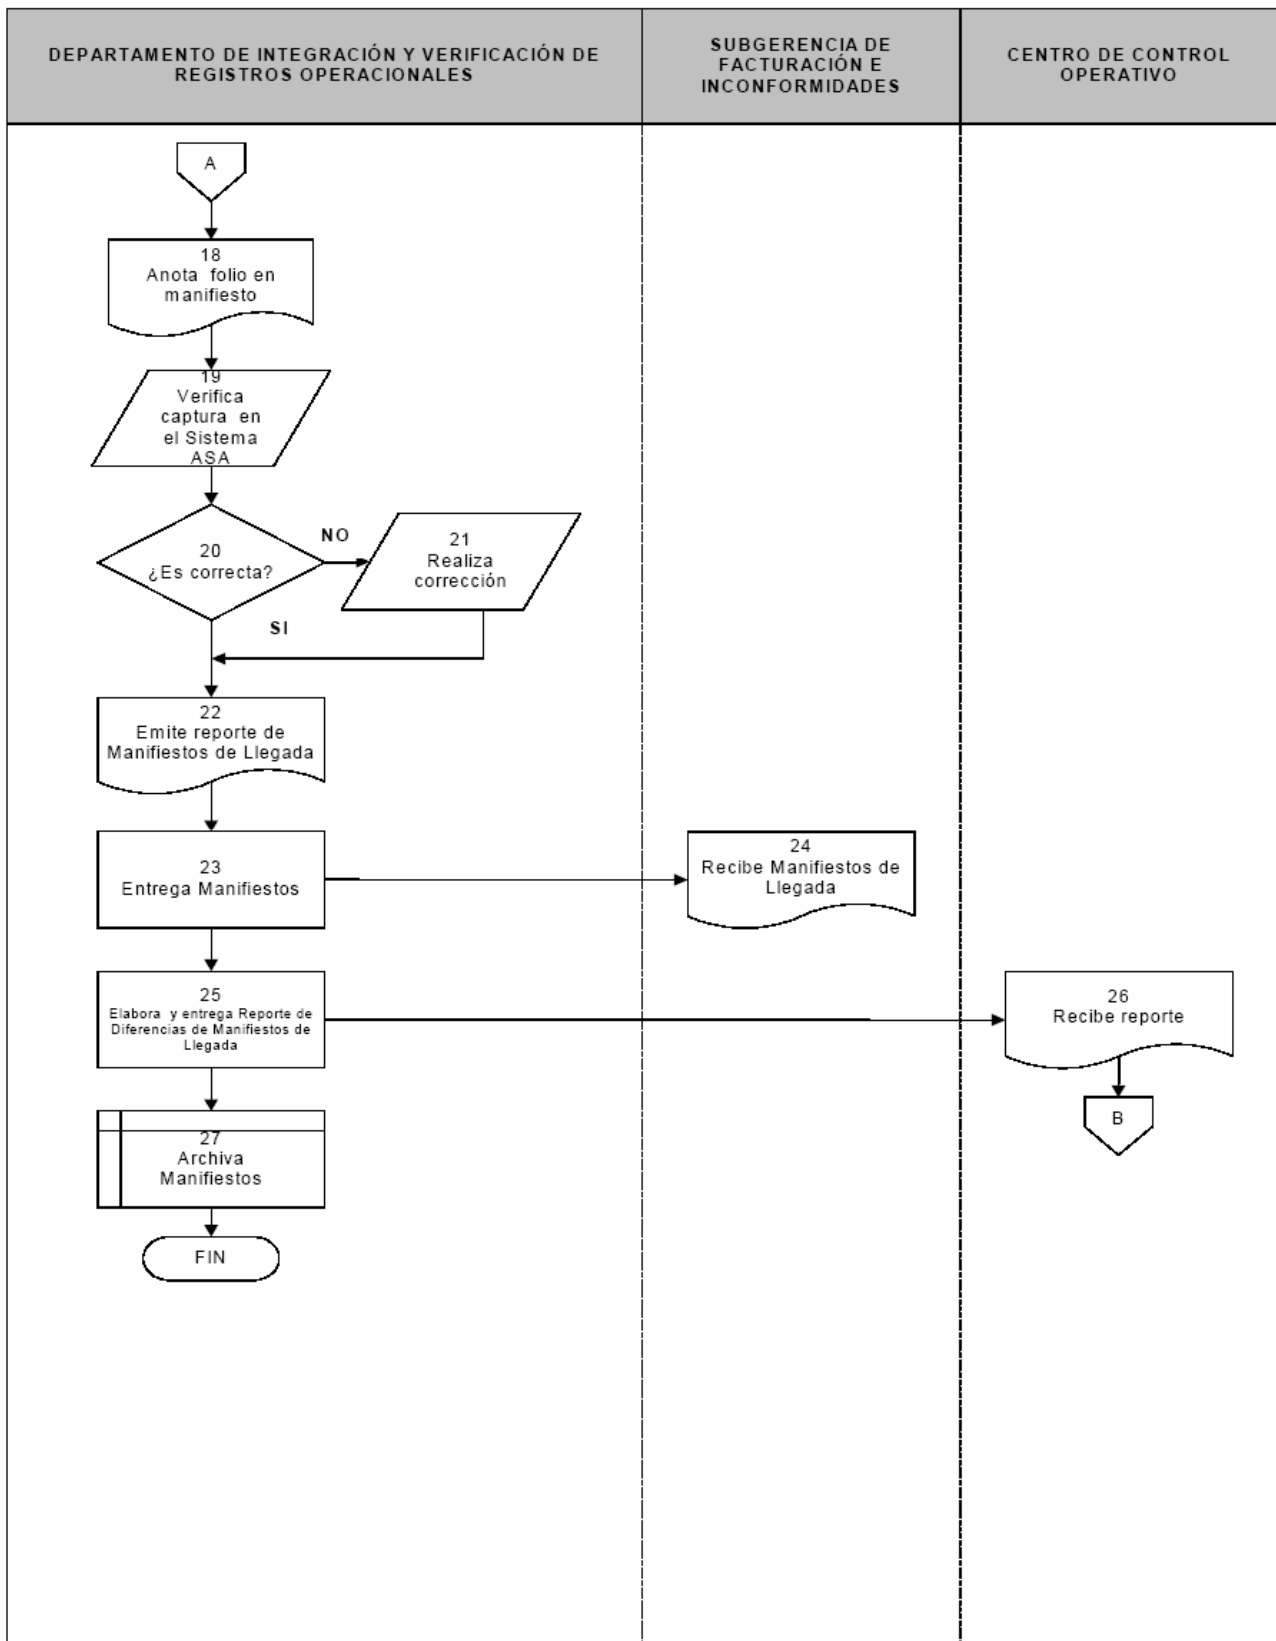 DEPARTAMENTO DE INTEGRACIÓN Y VERIFICACIÓN DE
REGISTROS OPERACIONALES
SUBGERENCIA DE
FACTURACIÓN E
INCONFORMIDADES
CENTRO DE CONTROL
OPERATIVO
A
18
Anota folio en
manifiesto
19
Verifica
captura en
el Sistema
ASA
20
¿Es correcta?
NO
21
Realiza
corrección
SI
22
Emite reporte de
Manifiestos de Llegada
23
Entrega Manifiestos
24
Recibe Manifiestos de
Llegada
25
Elabora y entrega Reporte de
Diferencias de Manifiestos de
Llegada
26
Recibe reporte
B
27
Archiva
Manifiestos
FIN